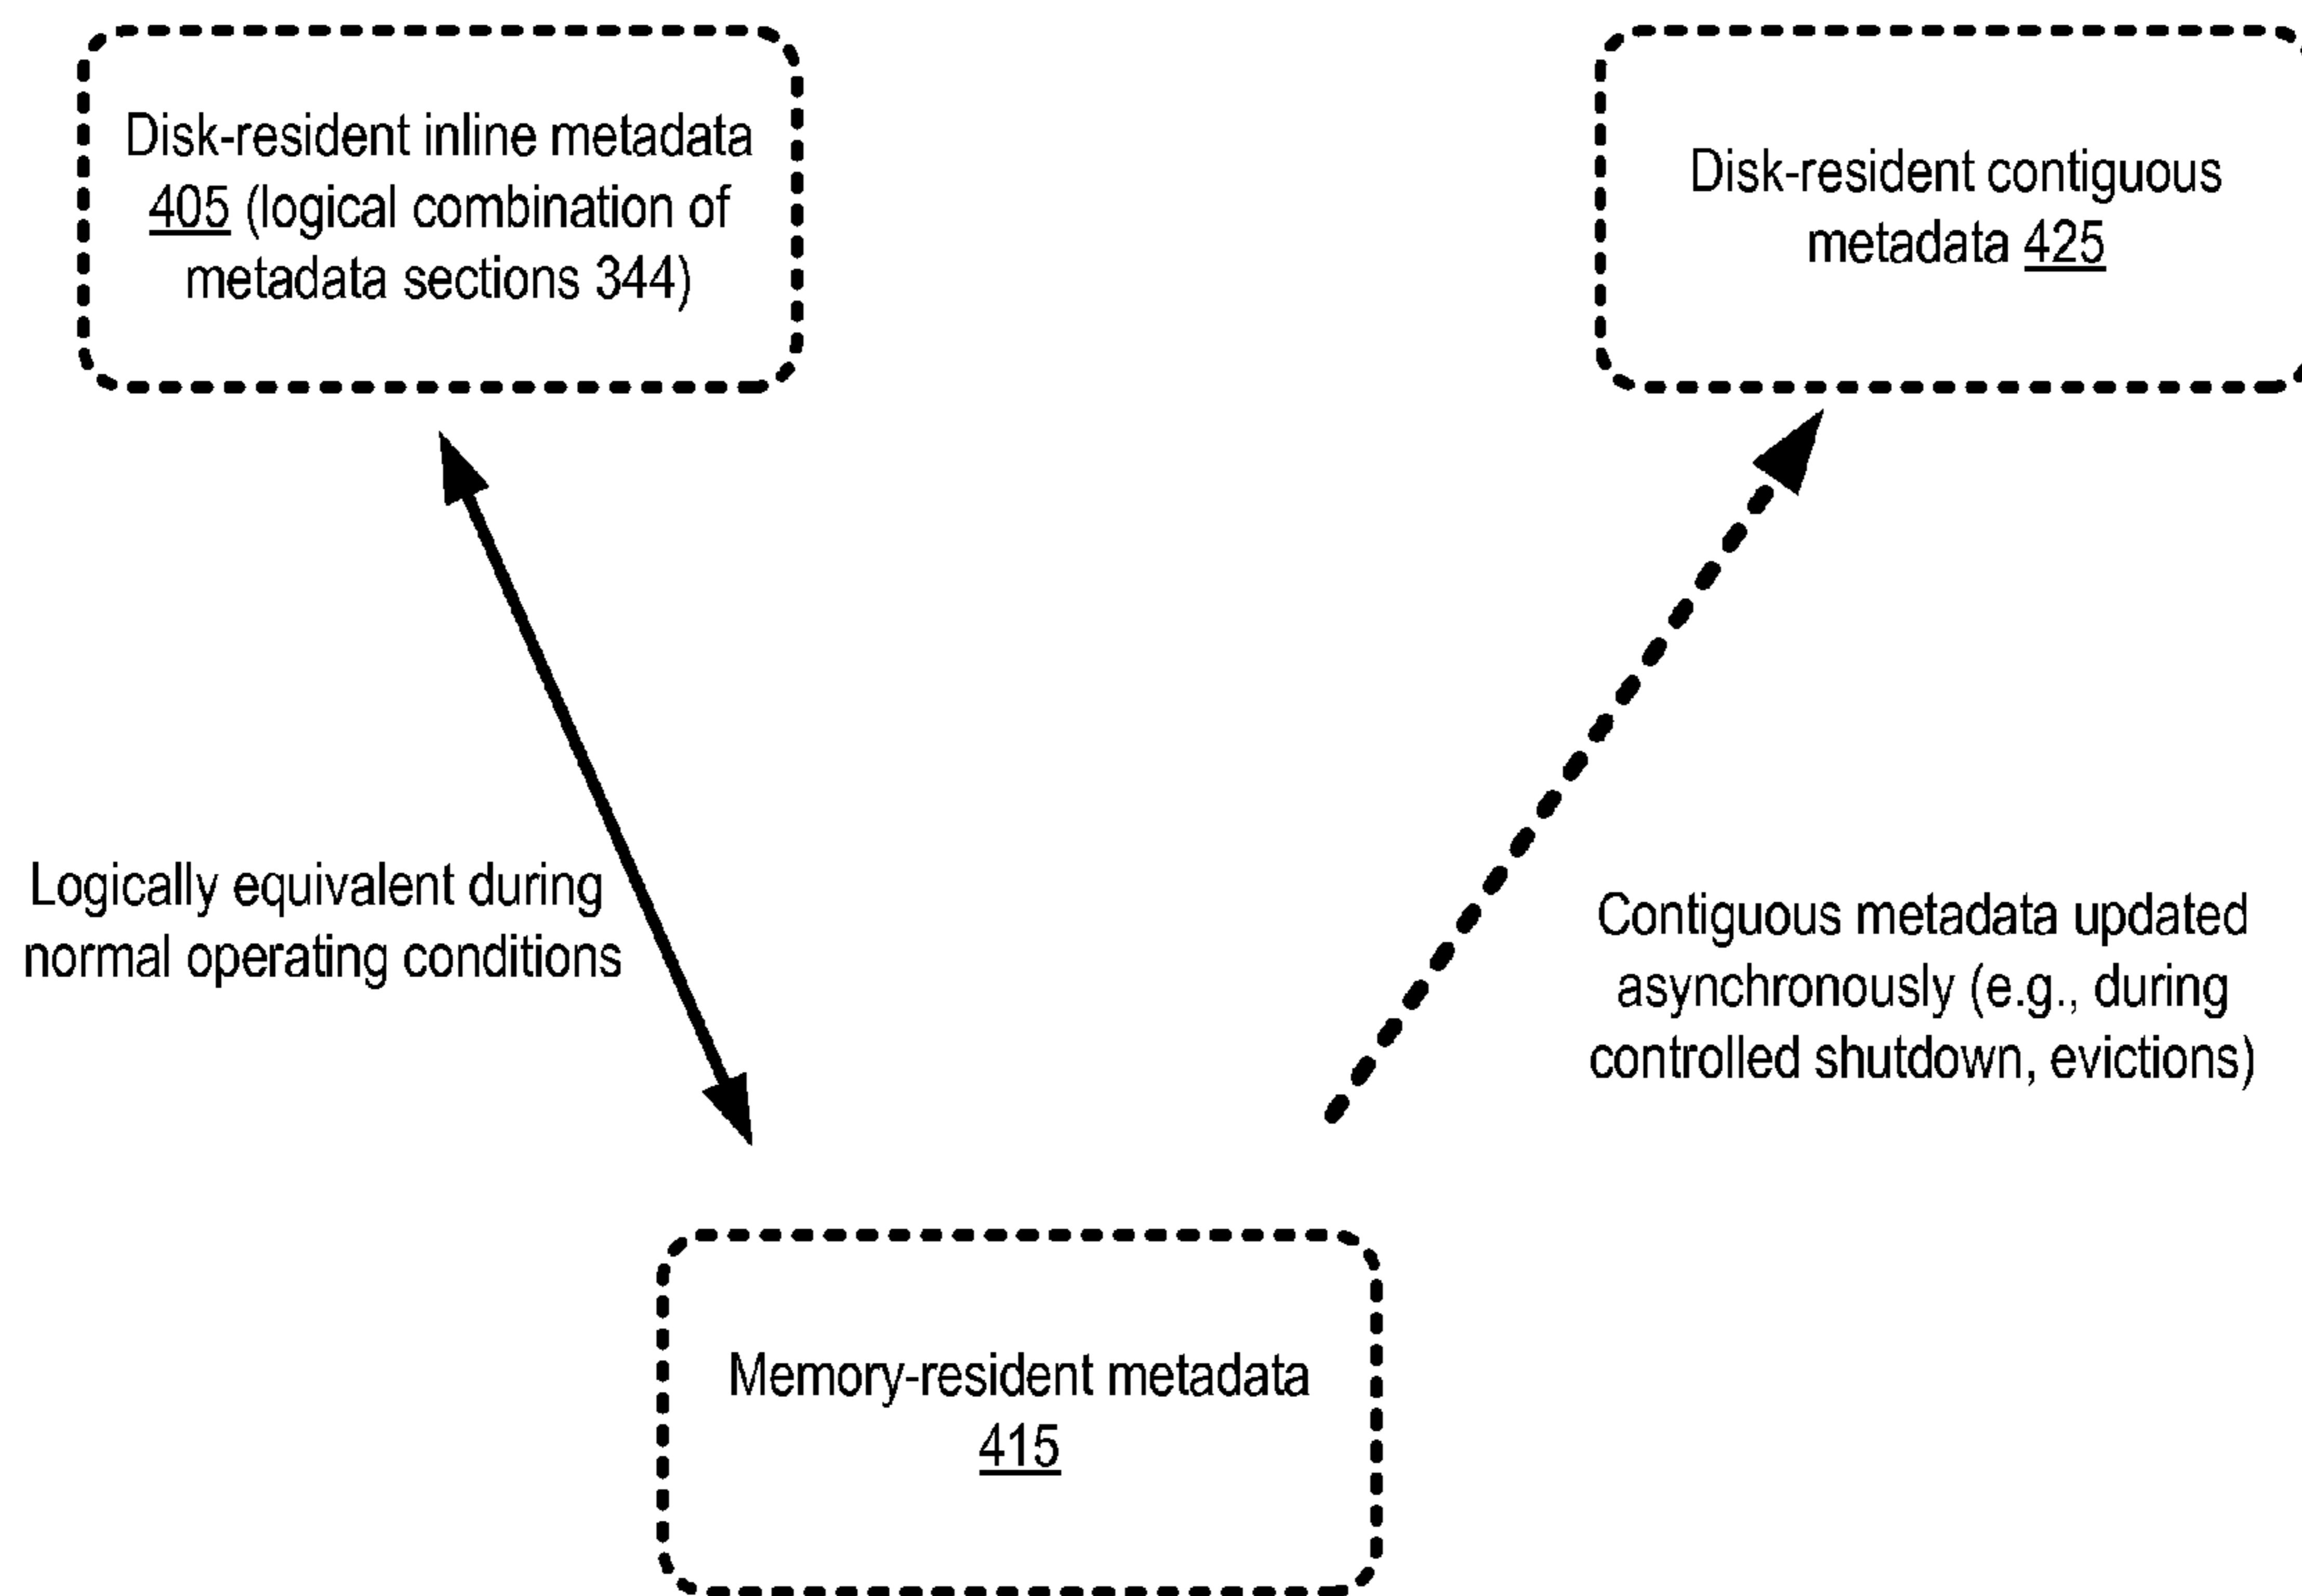 Disk-resident inline metadata
405 (logical combination of
metadata sections 344)
Disk-resident contiguous
metadata 425
Logically equivalent during
normal operating conditions
Contiguous metadata updated
asynchronously (e.g., during
controlled shutdown, evictions)
Memory-resident metadata
415